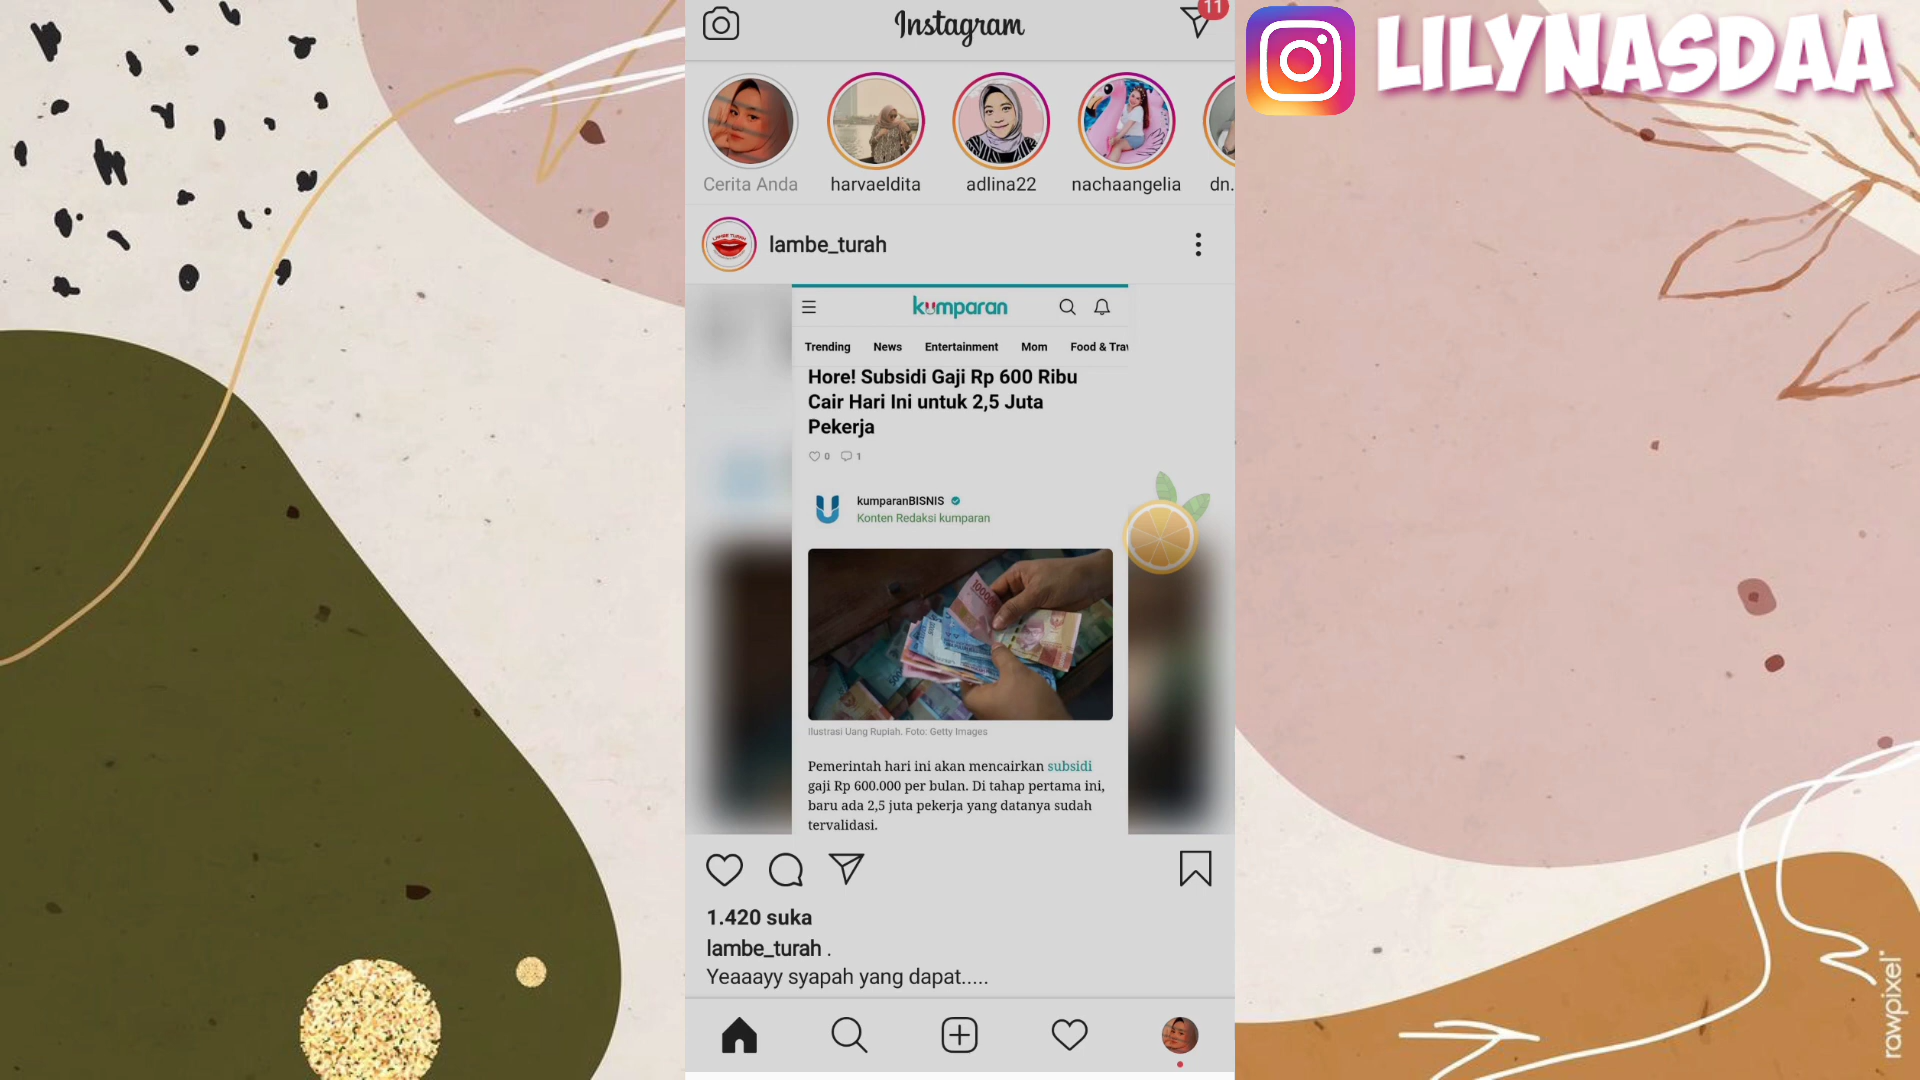 Instagram
11
LILYNASDAA
Cerita Anda
harvaeldita
adlina22
nachaangelia
dn.
lambe_turah
kumparan
Trending News Entertainment Mom Food & Trav
Hore! Subsidi Gaji Rp 600 Ribu
Cair Hari Ini untuk 2,5 Juta
Pekerja
0 1
kumparanBISNIS
Konten Redaksi kumparan
Ilustrasi Uang Rupiah. Foto: Getty Images
Pemerintah hari ini akan mencairkan subsidi
gaji Rp 600.000 per bulan. Di tahap pertama ini,
baru ada 2,5 juta pekerja yang datanya sudah
tervalidasi.
1.420 suka
lambe_turah .
Yeaaayy syapah yang dapat.....
rawpixel